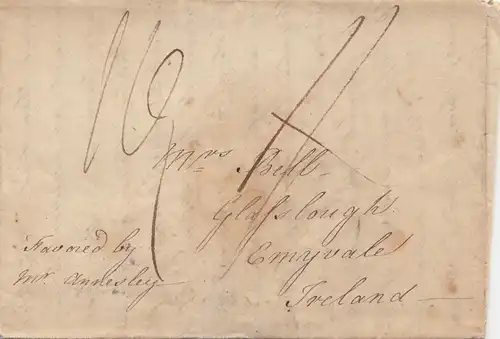 Mrs Bell
Glasslough
Emyvale
Ireland
Favored by
Mr Annesley